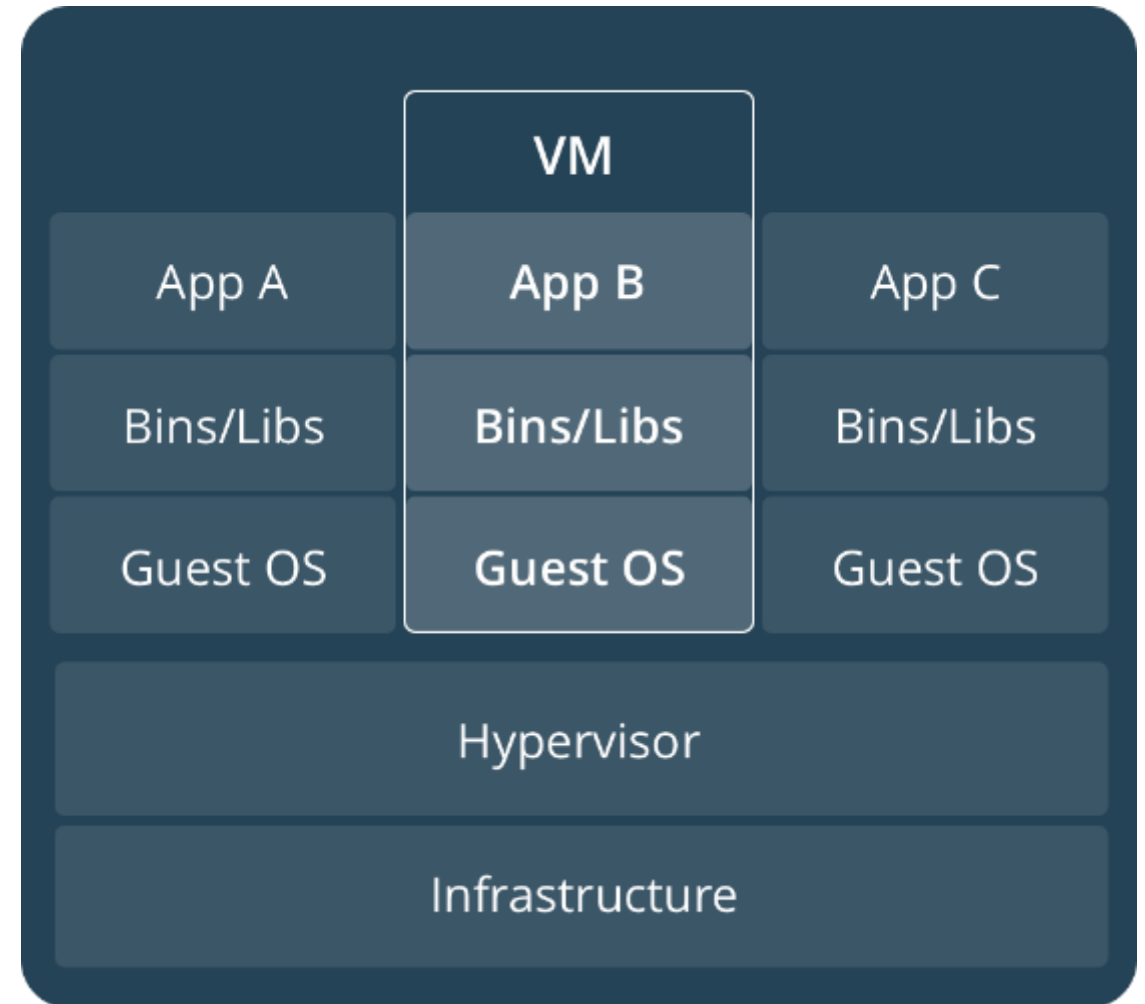 VM
App A
App B
App C
Bins/Libs
Bins/Libs
Bins/Libs
Guest OS
Guest OS
Guest OS
Hypervisor
Infrastructure